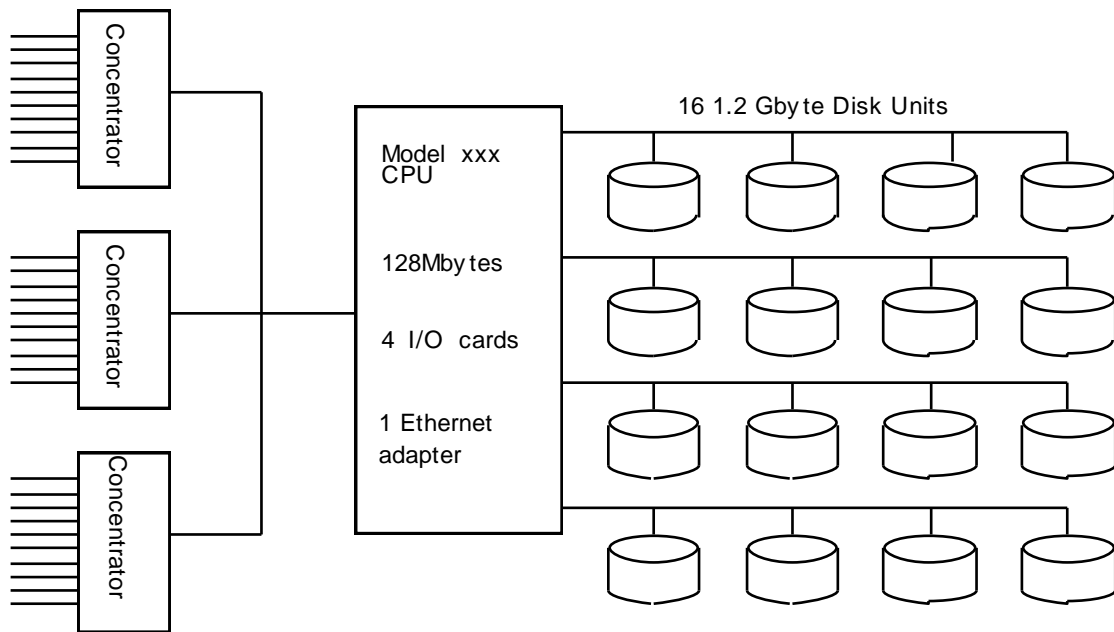 Concentrator
Concentrator
Concentrator
Model xxx
CPU
128Mbytes
4 I/O cards
1 Ethernet
adapter
16 1.2 Gbyte Disk Units